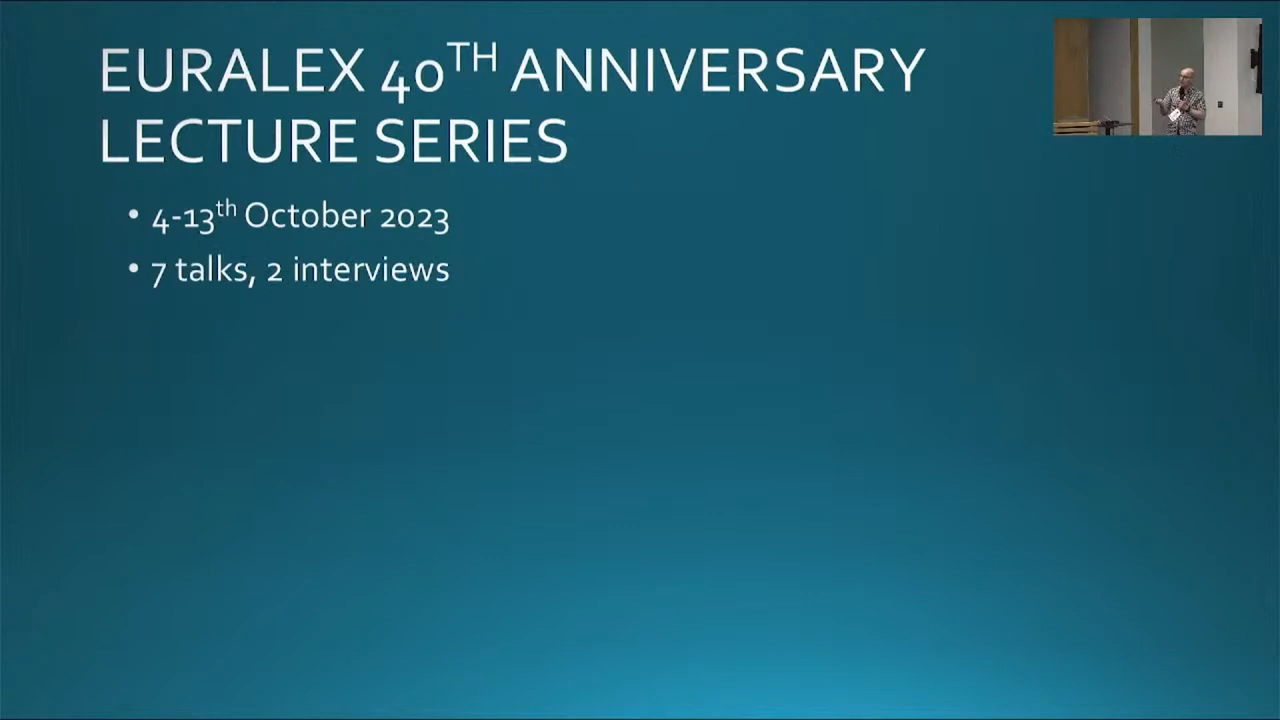 EURALEX 40TH ANNIVERSARY
LECTURE SERIES
• 4-13th October 2023
• 7 talks, 2 interviews